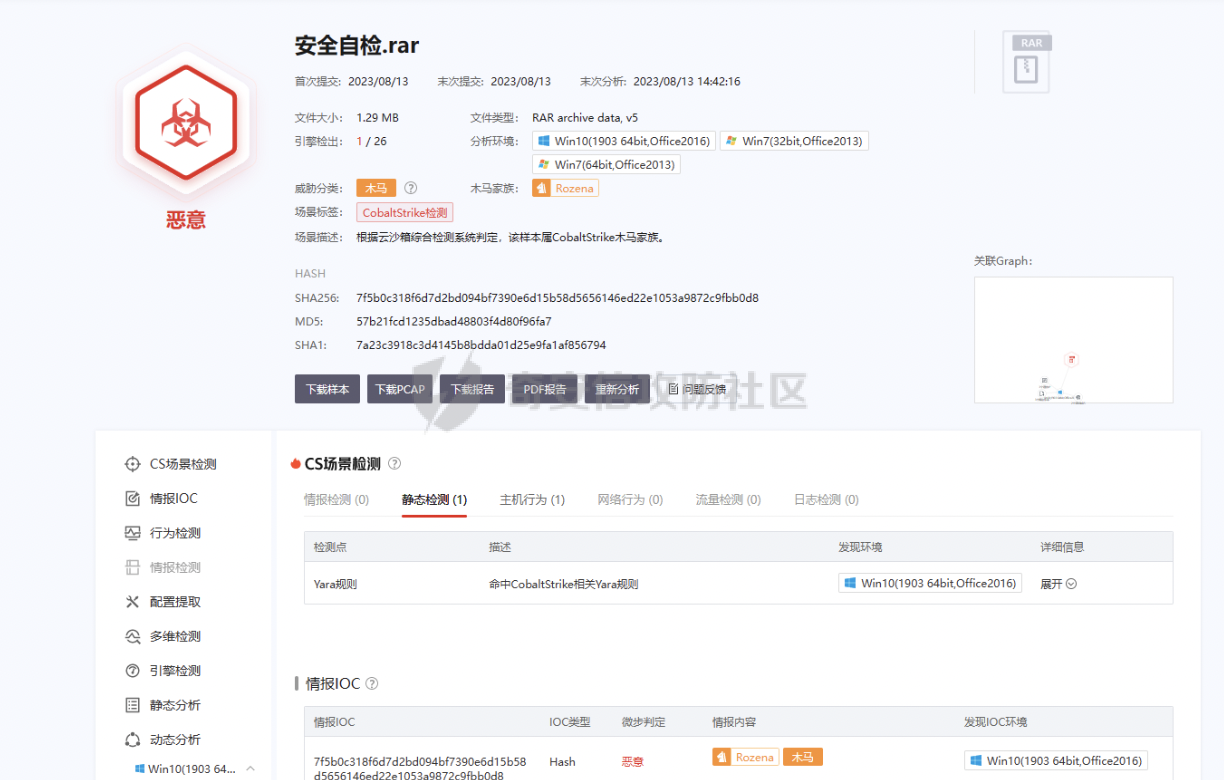 安全自检.rar
RAR
首次提交: 2023/08/13 末次提交: 2023/08/13 末次分析: 2023/08/13 14:42:16
文件大小: 1.29 MB 文件类型: RAR archive data, v5
引擎检出: 1 / 26 分析环境: Win10(1903 64bit,Office2016) Win7(32bit,Office2013)
Win7(64bit,Office2013)
威胁分类: 木马 ? 木马家族: Rozena
恶意
场景标签: CobaltStrike检测
场景描述: 根据云沙箱综合检测系统判定，该样本属CobaltStrike木马家族。
关联Graph:
HASH
SHA256: 7f5b0c318f6d7d2bd094bf7390e6d15b58d5656146ed22e1053a9872c9fbb0d8
MD5: 57b21fcd1235dbad48803f4d80f96fa7
SHA1: 7a23c3918c3d4145b8bdda01d25e9fa1af856794
下载样本 下载PCAP 下载报告 PDF报告 重新分析 问题反馈
奇安信攻防社区
CS场景检测
情报IOC
行为检测
情报检测
配置提取
多维检测
引擎检测
静态分析
动态分析
Win10(1903 64...
CS场景检测 ?
情报检测 (0) 静态检测 (1) 主机行为 (1) 网络行为 (0) 流量检测 (0) 日志检测 (0)
检测点 描述 发现环境 详细信息
Yara规则 命中CobaltStrike相关Yara规则 Win10(1903 64bit,Office2016) 展开
情报IOC ?
情报IOC IOC类型 微步判定 情报内容 发现IOC环境
7f5b0c318f6d7d2bd094bf7390e6d15b58 Hash 恶意 Rozena 木马 Win10(1903 64bit,Office2016)
d5656146ed22e1053a9872c9fbb0d8